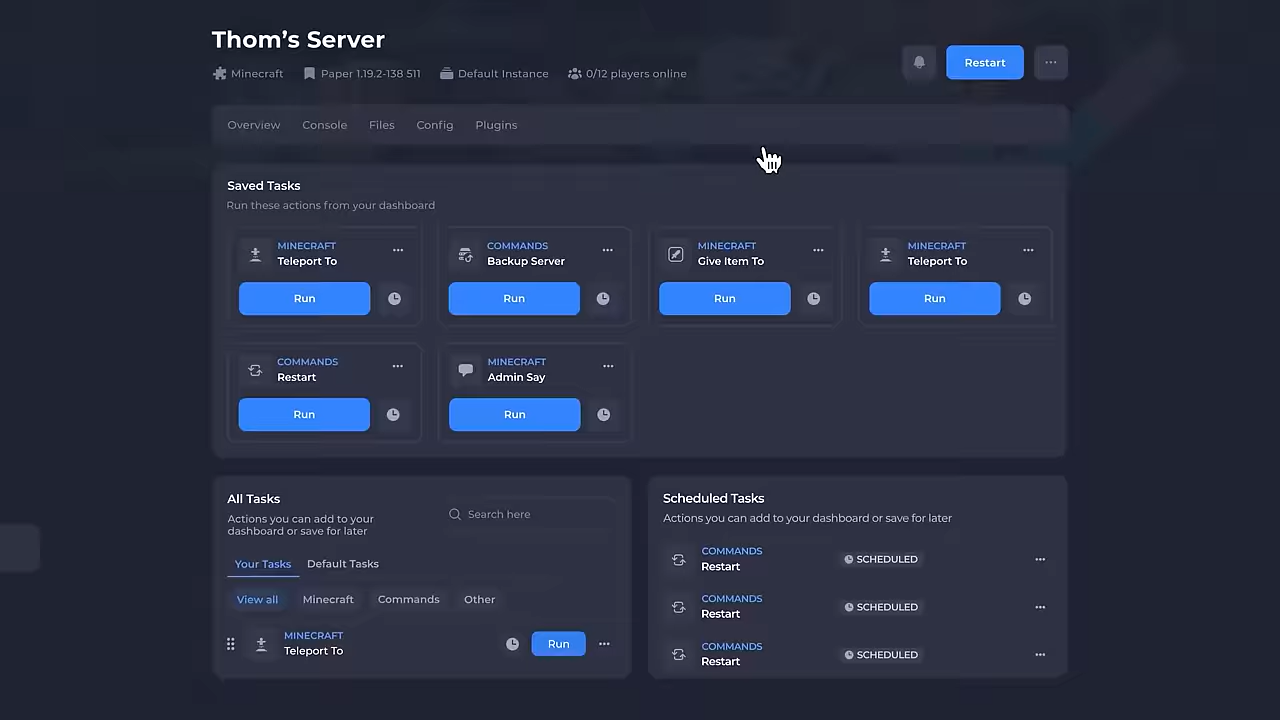 Thom's Server
Minecraft
Paper 1.19.2-138 511
Default Instance
0/12 players online
Restart
Overview
Console
Files
Config
Plugins
Saved Tasks
Run these actions from your dashboard
MINECRAFT
Teleport To
Run
COMMANDS
Backup Server
Run
MINECRAFT
Give Item To
Run
MINECRAFT
Teleport To
Run
COMMANDS
Restart
Run
MINECRAFT
Admin Say
Run
All Tasks
Actions you can add to your
dashboard or save for later
Search here
Your Tasks
Default Tasks
View all
Minecraft
Commands
Other
MINECRAFT
Teleport To
Run
Scheduled Tasks
Actions you can add to your dashboard or save for later
COMMANDS
Restart
SCHEDULED
COMMANDS
Restart
SCHEDULED
COMMANDS
Restart
SCHEDULED